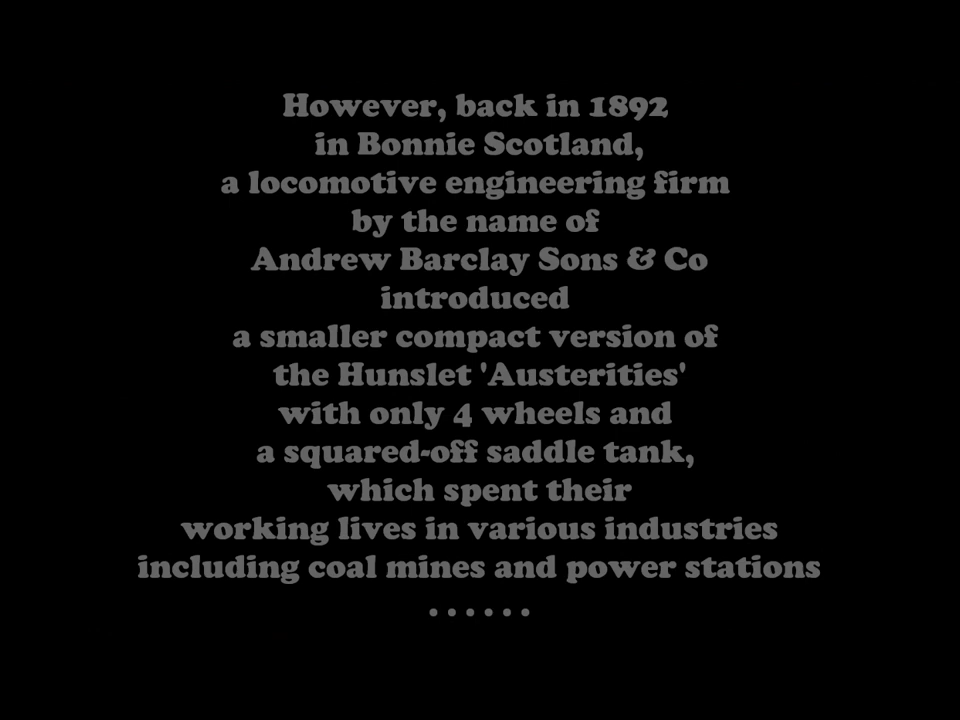 However, back in 1892
in Bonnie Scotland,
a locomotive engineering firm
by the name of
Andrew Barclay Sons & Co
introduced
a smaller compact version of
the Hunslet 'Austerities'
with only 4 wheels and
a squared-off saddle tank,
which spent their
working lives in various industries
including coal mines and power stations
......